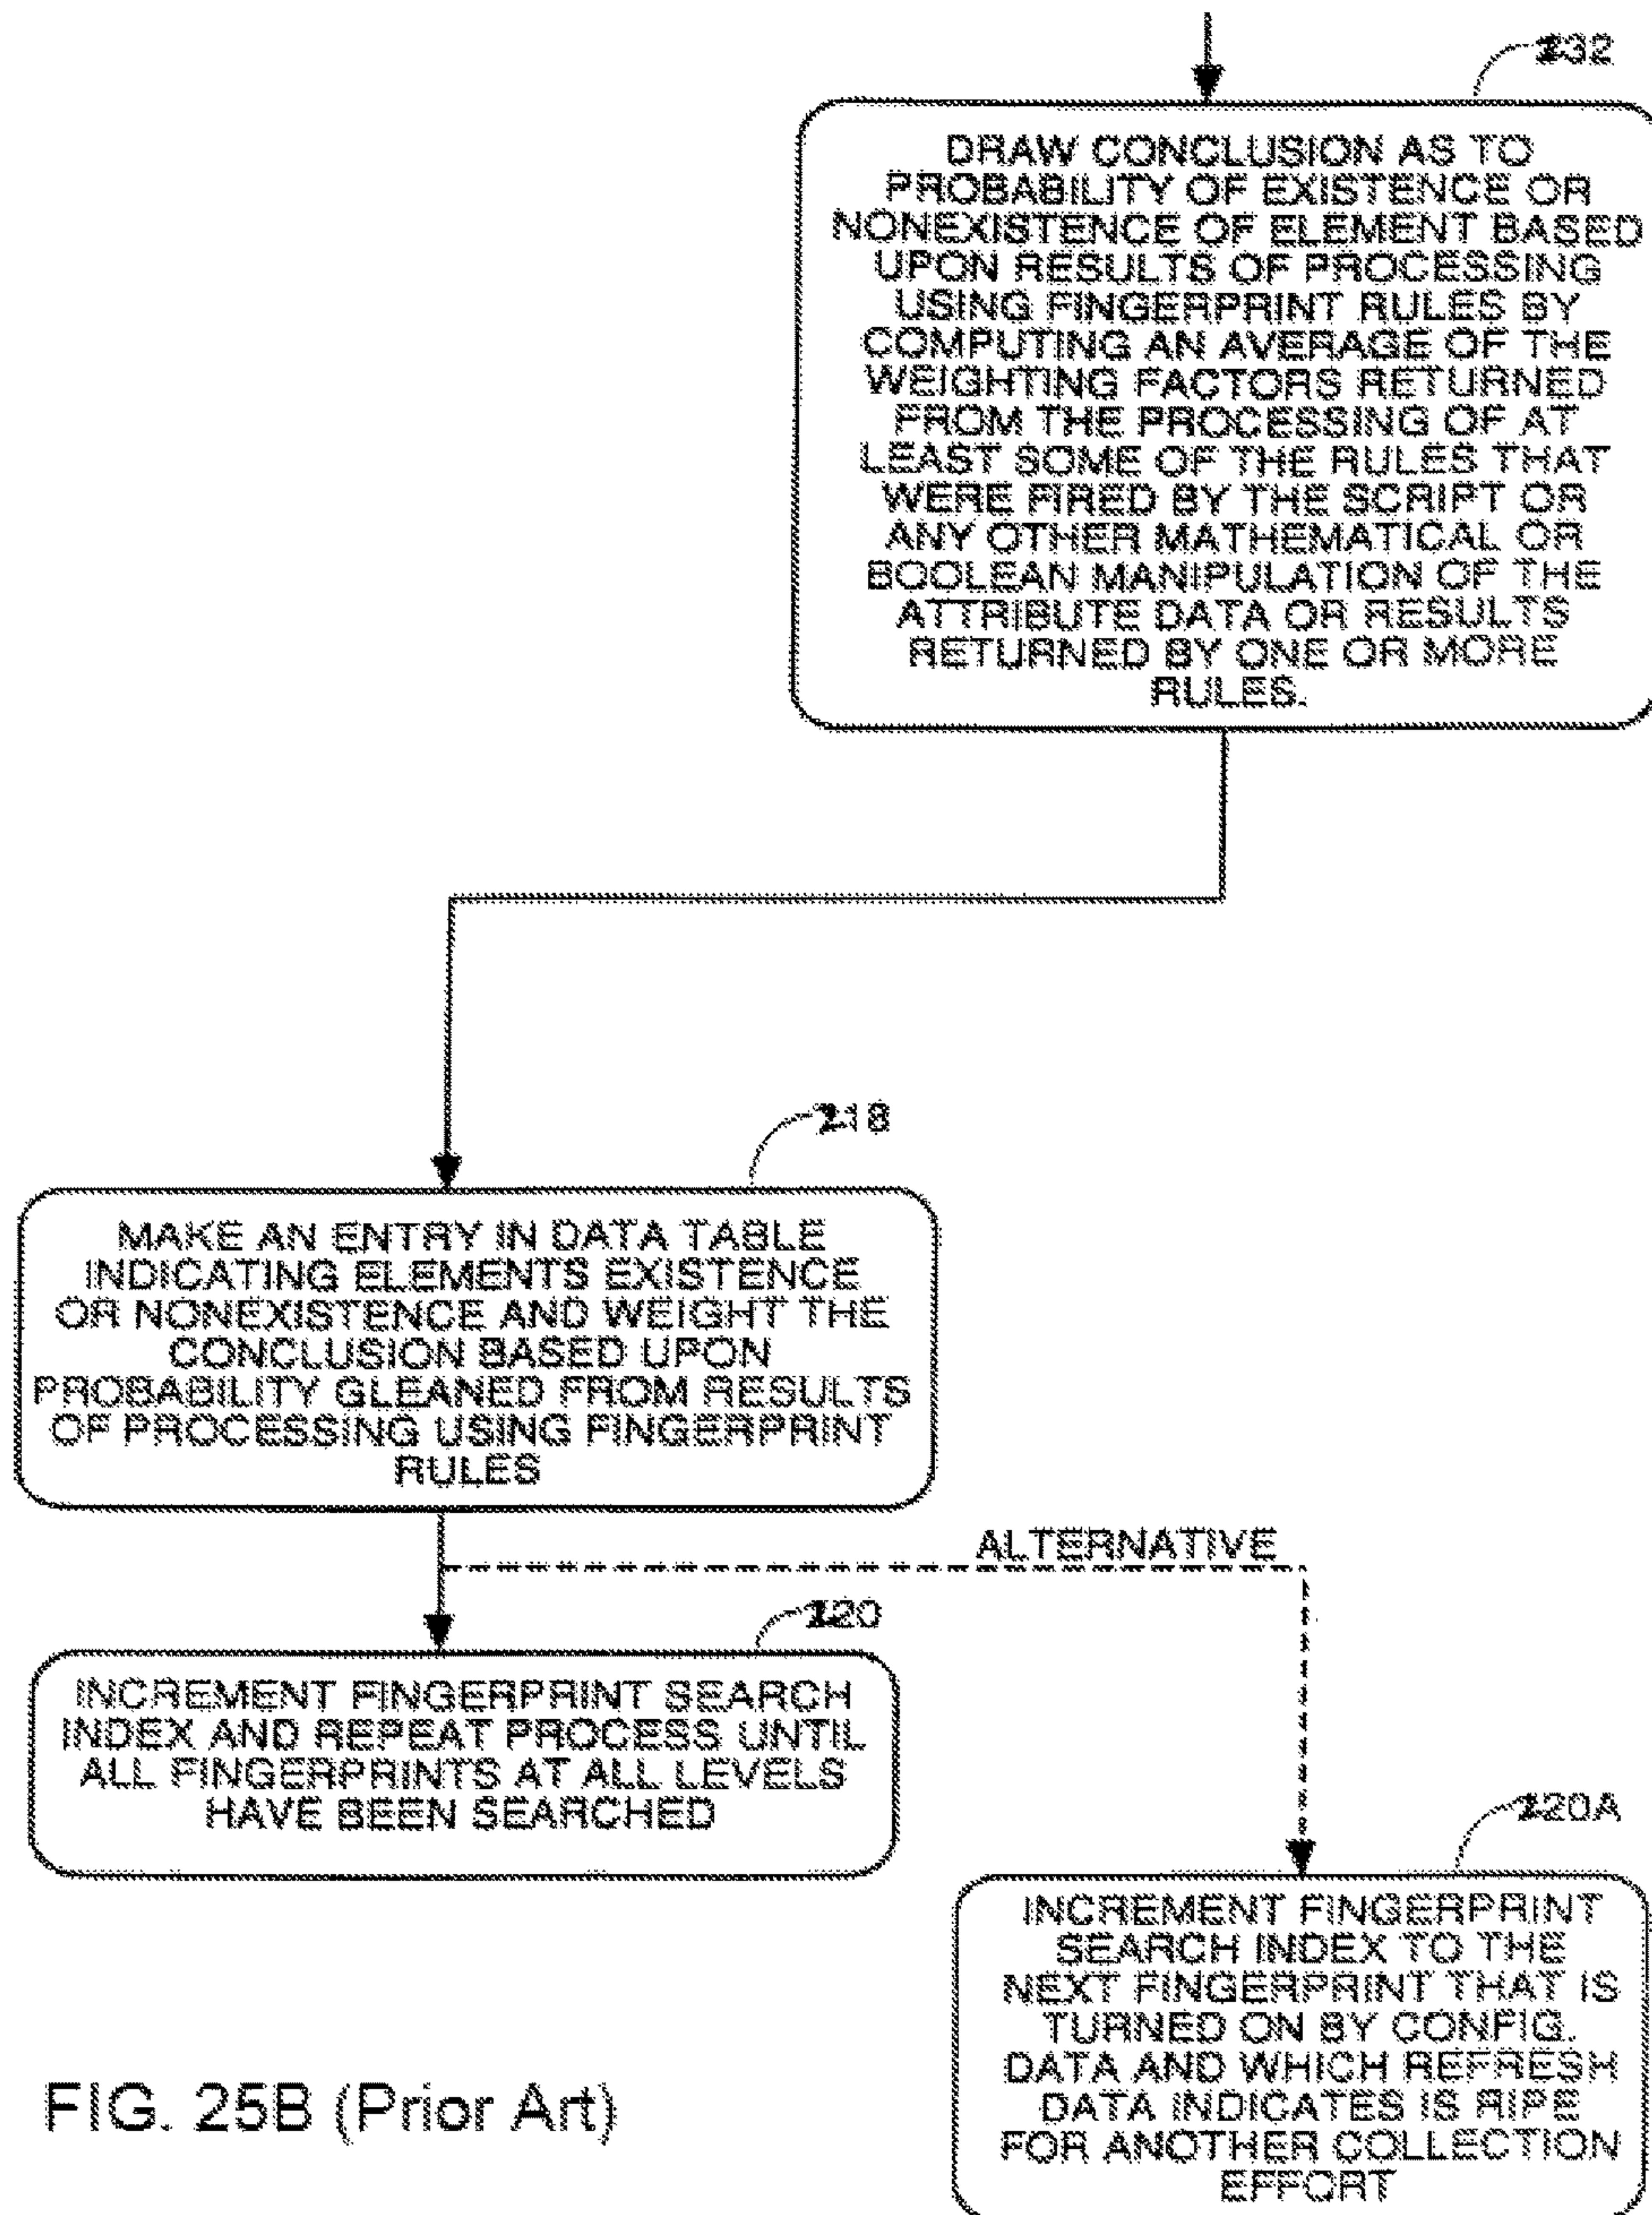 232
DRAW CONCLUSION AS TO
PROBABILITY OF EXISTENCE OR
NONEXISTENCE OF ELEMENT BASED
UPON RESULTS OF PROCESSING
USING FINGERPRINT RULES BY
COMPUTING AN AVERAGE OF THE
WEIGHTING FACTORS RETURNED
FROM THE PROCESSING OF AT
LEAST SOME OF THE RULES THAT
WERE FIRED BY THE SCRIPT OR
ANY OTHER MATHEMATICAL OR
BOOLEAN MANIPULATION OF THE
ATTRIBUTE DATA OR RESULTS
RETURNED BY ONE OR MORE
RULES.
MAKE AN ENTRY IN DATA TABLE
INDICATING ELEMENTS EXISTENCE
OR NONEXISTENCE AND WEIGHT THE
CONCLUSION BASED UPON
PROBABILITY GLEANED FROM RESULTS
OF PROCESSING USING FINGERPRINT
RULES
ALTERNATIVE
INCREMENT FINGERPRINT SEARCH
INDEX AND REPEAT PROCESS UNTIL
ALL FINGERPRINTS AT ALL LEVELS
HAVE BEEN SEARCHED
INCREMENT FINGERPRINT
SEARCH INDEX TO THE
NEXT FINGERPRINT THAT IS
TURNED ON BY CONFIG.
DATA AND WHICH REFRESH
DATA INDICATES IS RIPE
FOR ANOTHER COLLECTION
EFFORT
FIG. 25B (Prior Art)